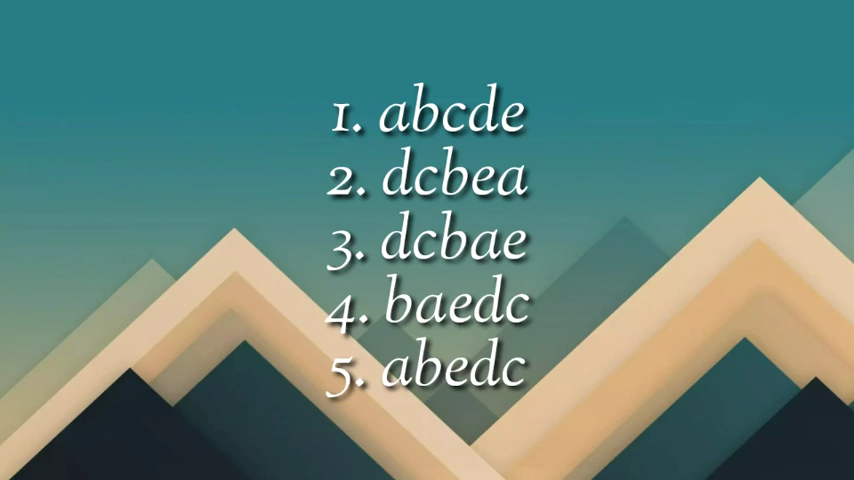 1. abcde
2. dcbea
3. dcbae
4. baedc
5. abedc